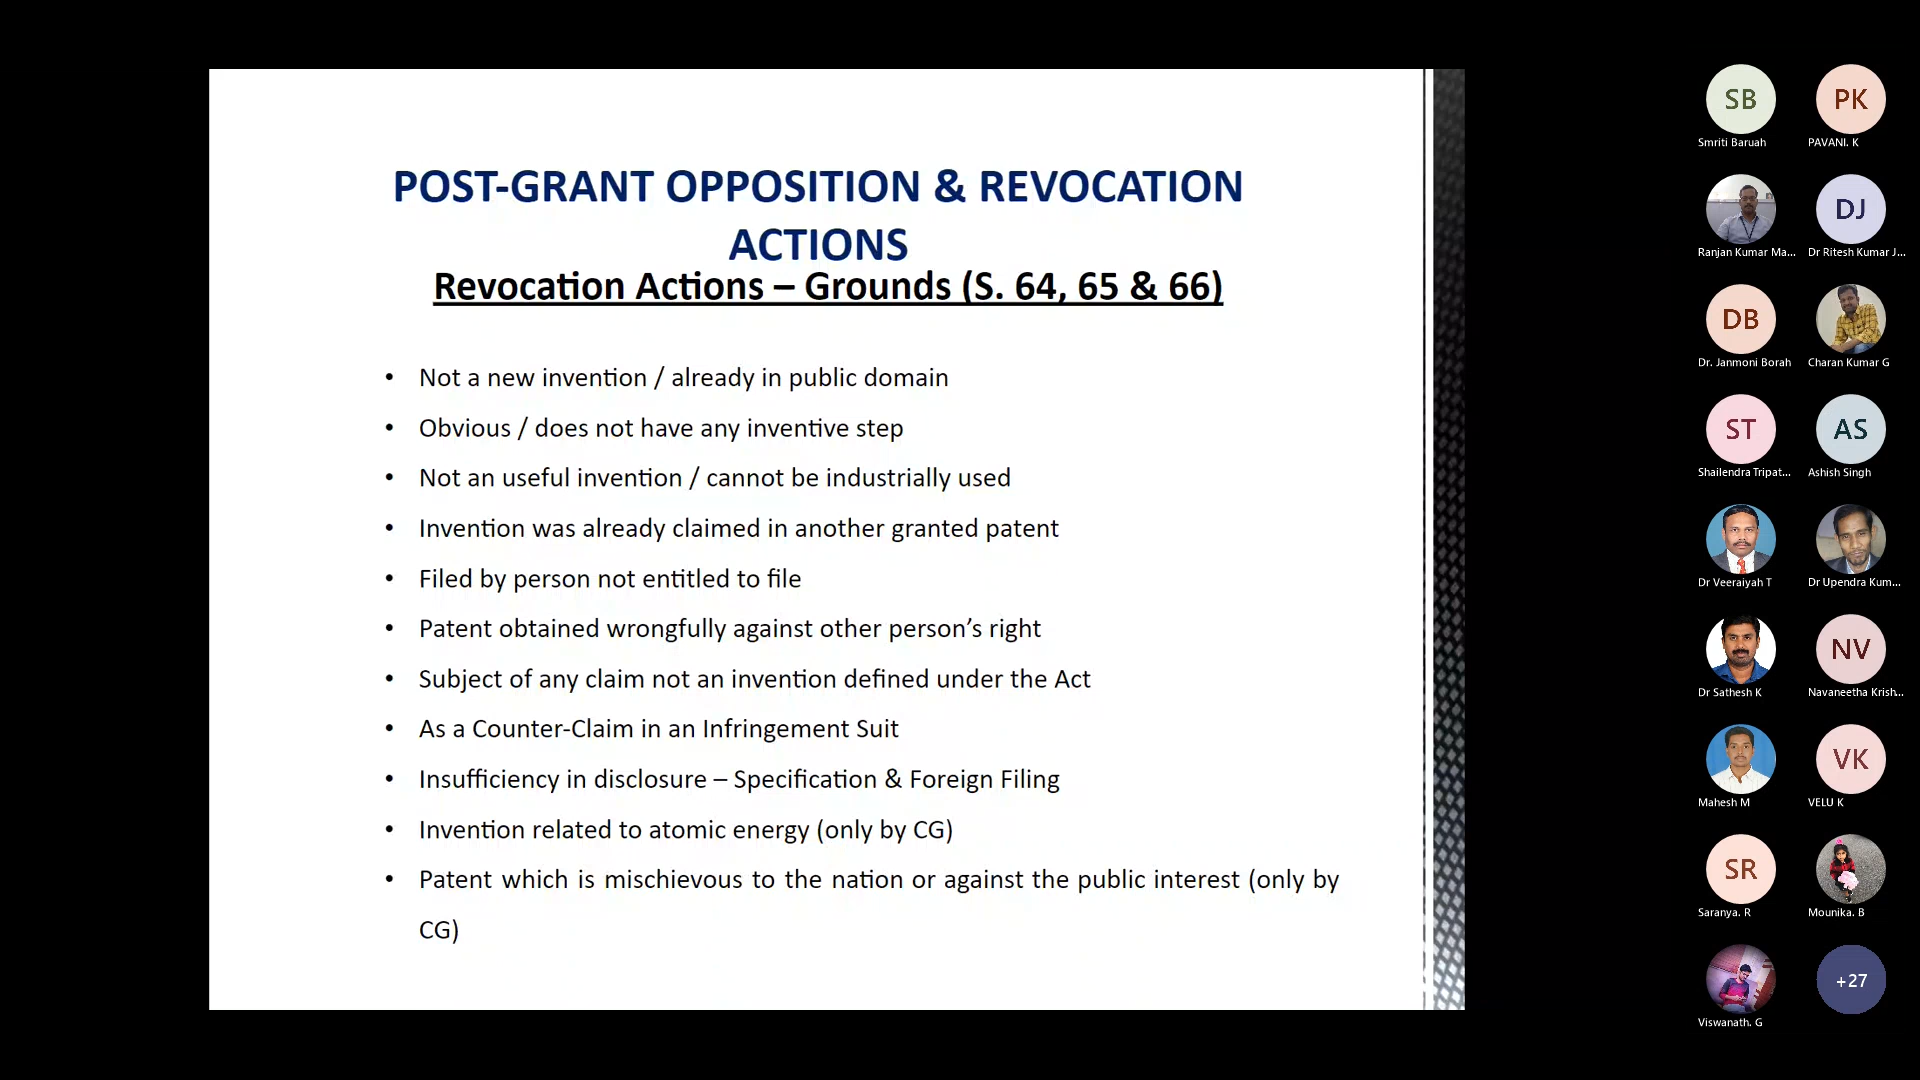 POST-GRANT OPPOSITION & REVOCATION
ACTIONS
Revocation Actions – Grounds (S. 64, 65 & 66)
• Not a new invention / already in public domain
• Obvious / does not have any inventive step
• Not an useful invention / cannot be industrially used
• Invention was already claimed in another granted patent
• Filed by person not entitled to file
• Patent obtained wrongfully against other person’s right
• Subject of any claim not an invention defined under the Act
• As a Counter-Claim in an Infringement Suit
• Insufficiency in disclosure – Specification & Foreign Filing
• Invention related to atomic energy (only by CG)
• Patent which is mischievous to the nation or against the public interest (only by
CG)
SB
Smriti Baruah
PK
PAVANI. K
Ranjan Kumar Ma...
DJ
Dr Ritesh Kumar J...
DB
Dr. Janmoni Borah
Charan Kumar G
ST
Shailendra Tripat...
AS
Ashish Singh
Dr Veeraiyah T
Dr Upendra Kum...
Dr Sathesh K
NV
Navaneetha Krish...
Mahesh M
VK
VELU K
SR
Saranya. R
Mounika. B
Viswanath. G
+27